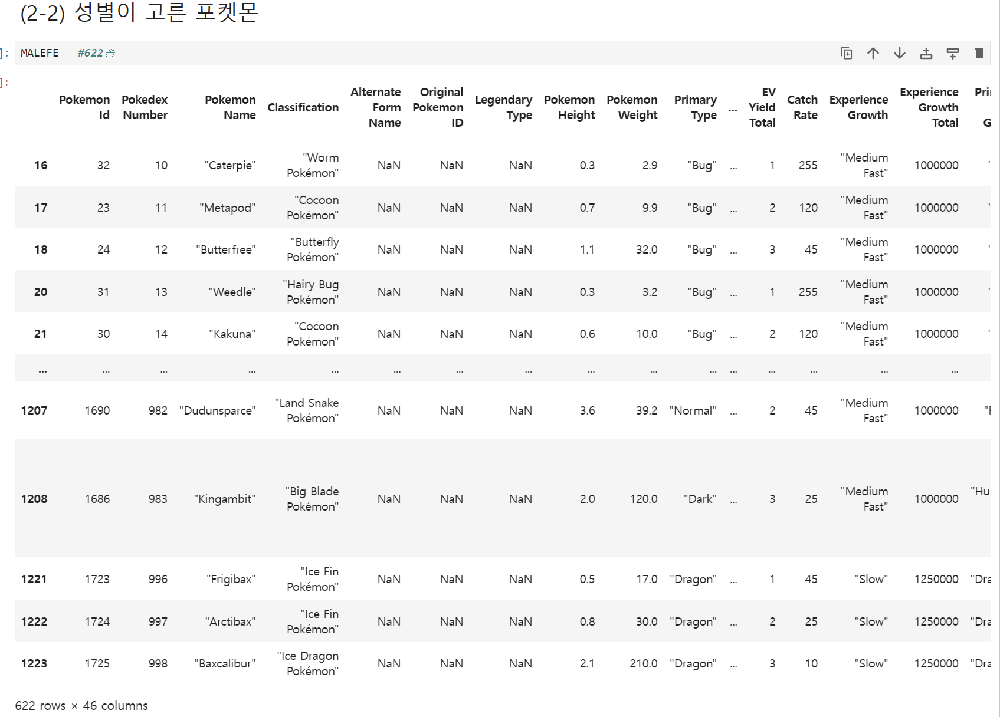 (2-2) 성별이 고른 포켓몬
]: MALEFE #622종
]:
Pokemon Id Pokedex Number Pokemon Name Classification Alternate Form Name Original Pokemon ID Legendary Type Pokemon Height Pokemon Weight Primary Type ... EV Yield Total Catch Rate Experience Growth Experience Growth Total
16 32 10 "Caterpie" "Worm Pokémon" NaN NaN NaN 0.3 2.9 "Bug" ... 1 255 "Medium Fast" 1000000 "
17 23 11 "Metapod" "Cocoon Pokémon" NaN NaN NaN 0.7 9.9 "Bug" ... 2 120 "Medium Fast" 1000000 "
18 24 12 "Butterfree" "Butterfly Pokémon" NaN NaN NaN 1.1 32.0 "Bug" ... 3 45 "Medium Fast" 1000000 "
20 31 13 "Weedle" "Hairy Bug Pokémon" NaN NaN NaN 0.3 3.2 "Bug" ... 1 255 "Medium Fast" 1000000 "
21 30 14 "Kakuna" "Cocoon Pokémon" NaN NaN NaN 0.6 10.0 "Bug" ... 2 120 "Medium Fast" 1000000 "
... ... ... ... ... ... ... ... ... ... ... ... ... ... ... ...
1207 1690 982 "Dudunsparce" "Land Snake Pokémon" NaN NaN NaN 3.6 39.2 "Normal" ... 2 45 "Medium Fast" 1000000
1208 1686 983 "Kingambit" "Big Blade Pokémon" NaN NaN NaN 2.0 120.0 "Dark" ... 3 25 "Medium Fast" 1000000 "Hu
1221 1723 996 "Frigibax" "Ice Fin Pokémon" NaN NaN NaN 0.5 17.0 "Dragon" ... 1 45 "Slow" 1250000 "Dra
1222 1724 997 "Arctibax" "Ice Fin Pokémon" NaN NaN NaN 0.8 30.0 "Dragon" ... 2 25 "Slow" 1250000 "Dra
1223 1725 998 "Baxcalibur" "Ice Dragon Pokémon" NaN NaN NaN 2.1 210.0 "Dragon" ... 3 10 "Slow" 1250000 "Dra
622 rows × 46 columns